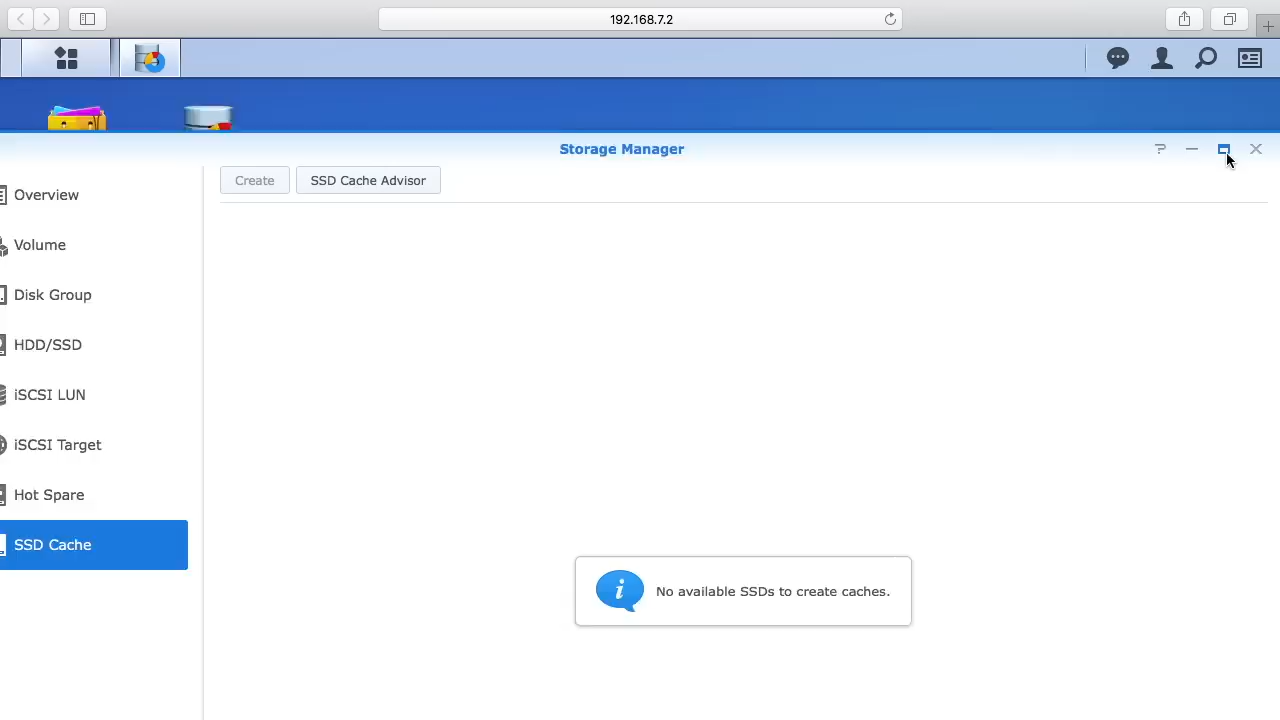 192.168.7.2
Storage Manager
Create
SSD Cache Advisor
Overview
Volume
Disk Group
HDD/SSD
iSCSI LUN
iSCSI Target
Hot Spare
SSD Cache
No available SSDs to create caches.